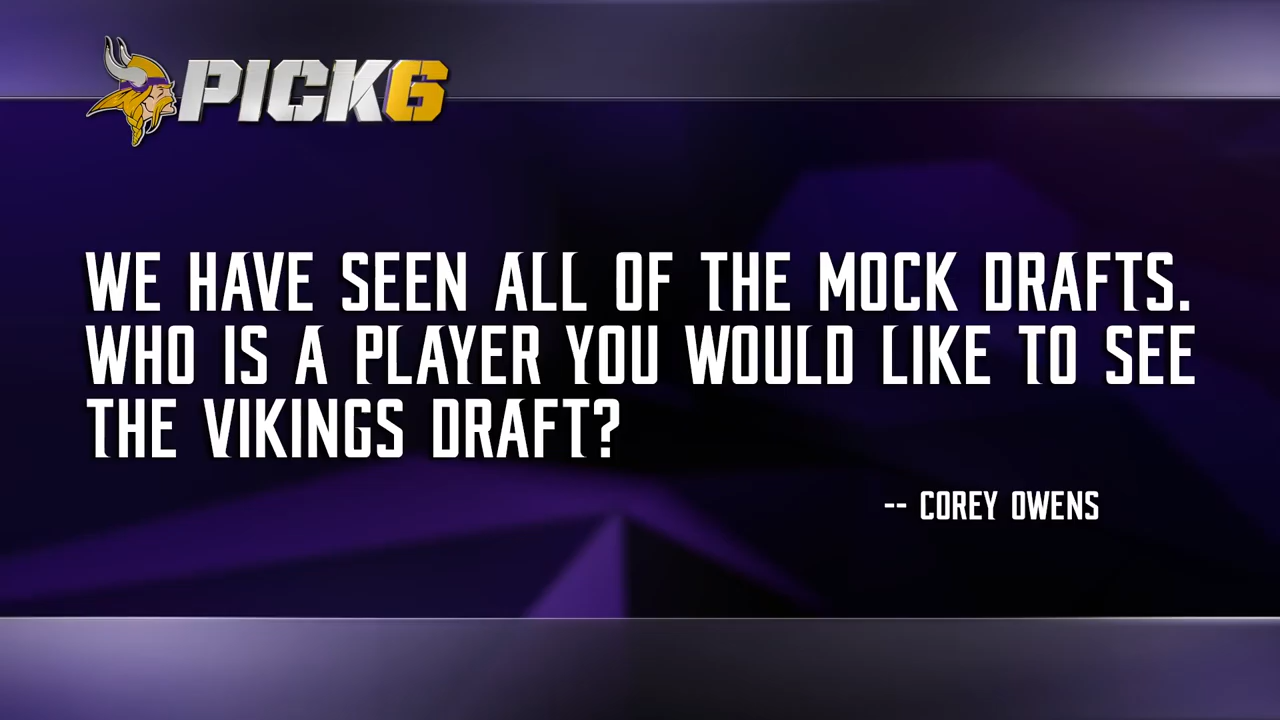 PICK6
WE HAVE SEEN ALL OF THE MOCK DRAFTS.
WHO IS A PLAYER YOU WOULD LIKE TO SEE
THE VIKINGS DRAFT?
-- COREY OWENS